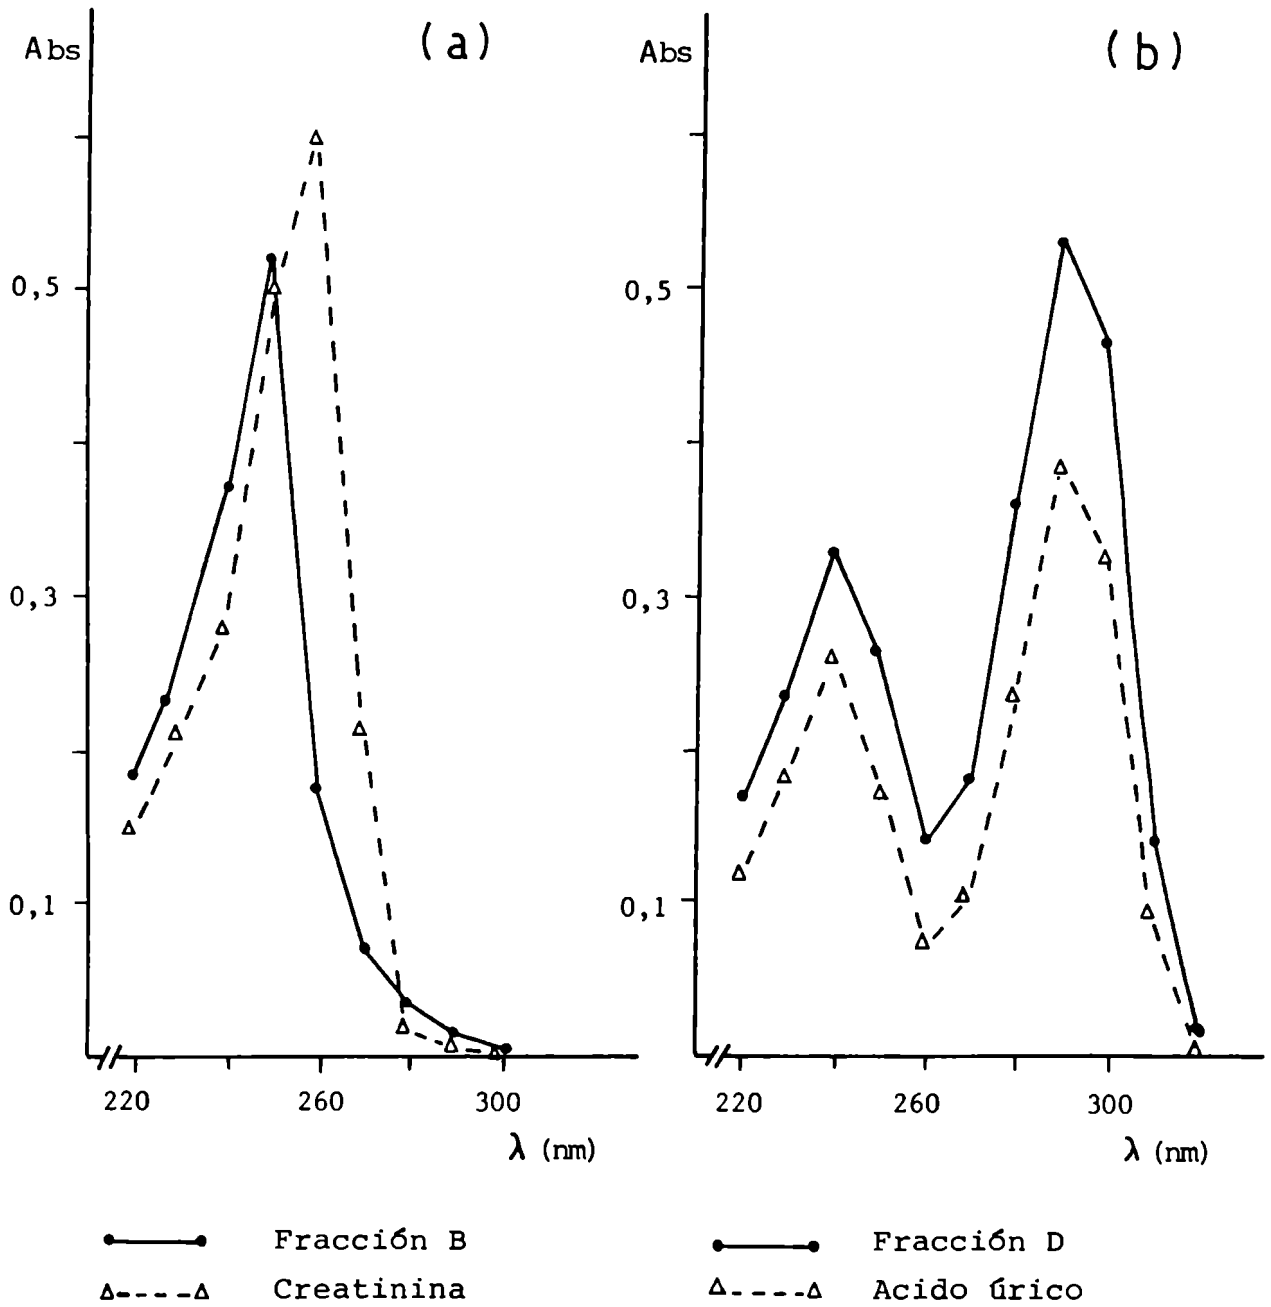 (a)
Abs
0,5
0,3
0,1
220 260 300
λ (nm)
Fracción B
Creatinina
(b)
Abs
0,5
0,3
0,1
220 260 300
λ (nm)
Fracción D
Acido úrico